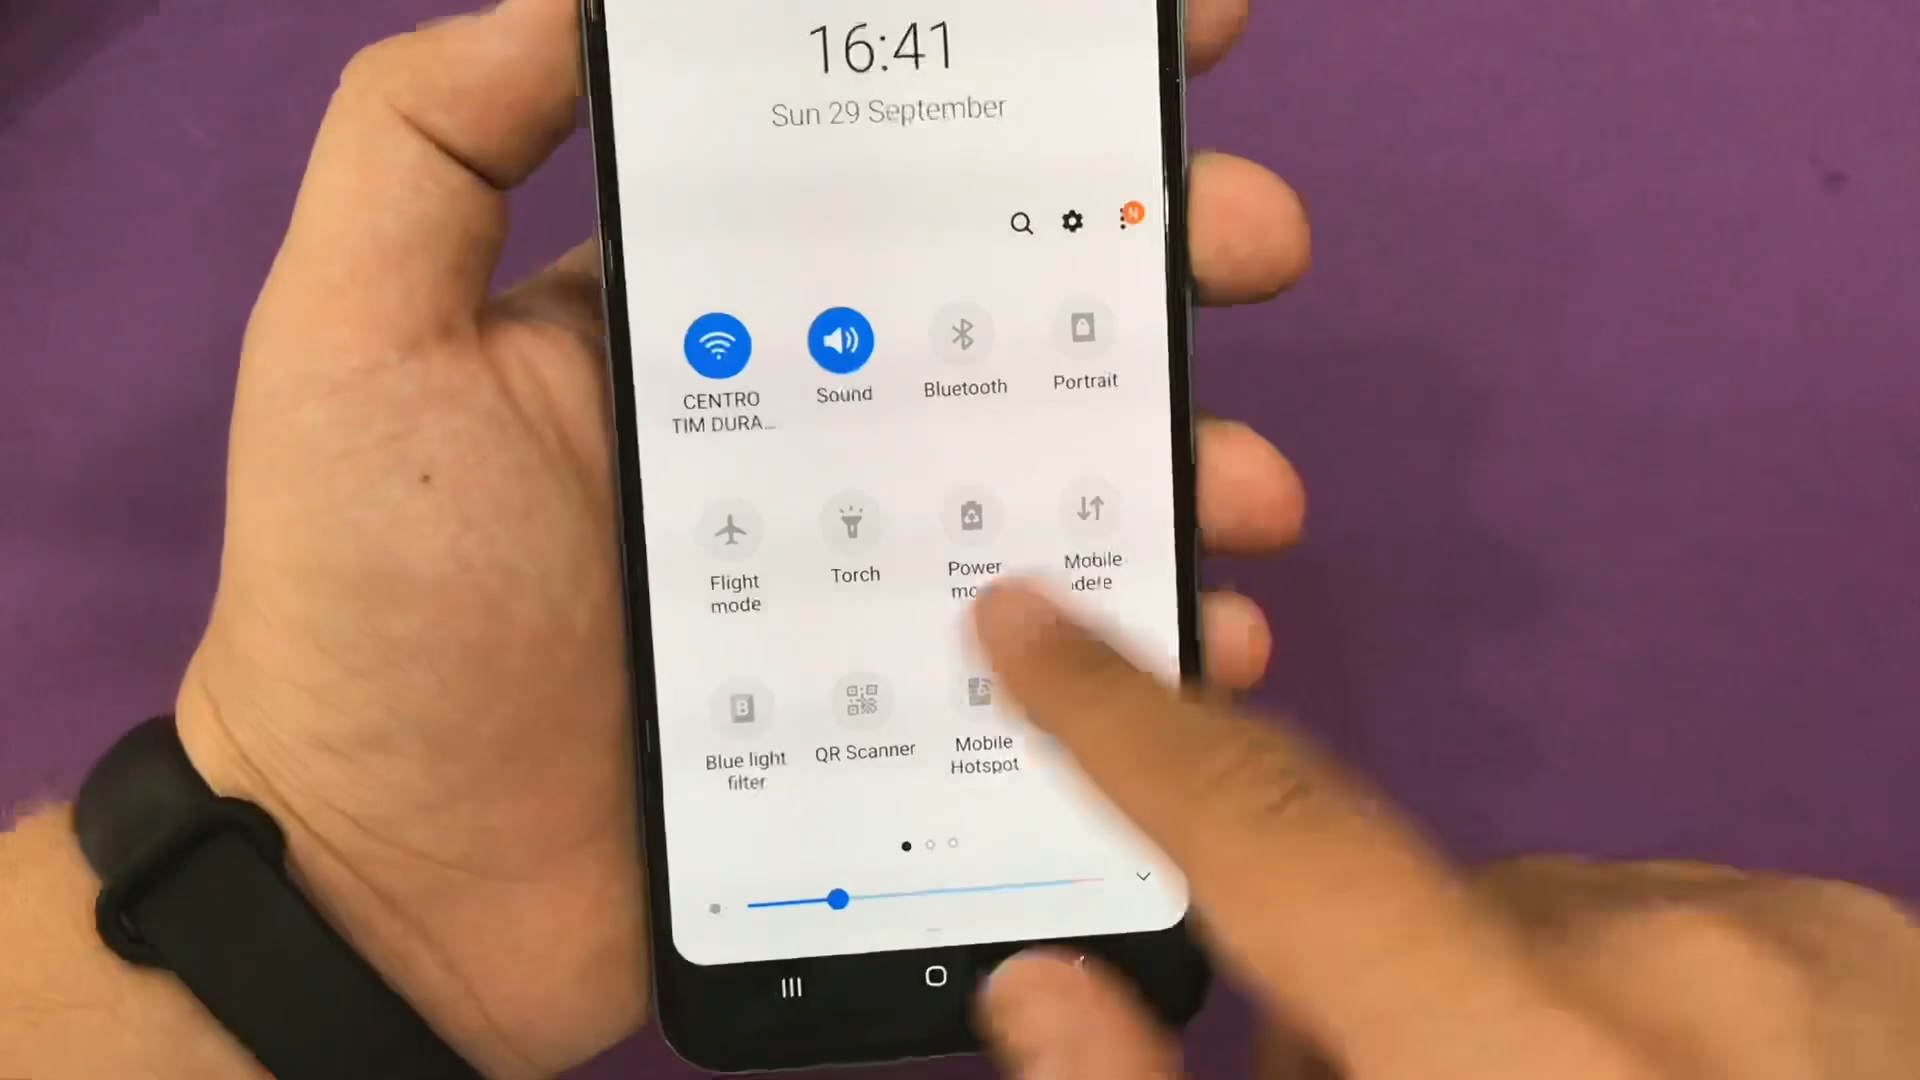 16:41
Sun 29 September
N
CENTRO
TIM DURA...
Sound
Bluetooth
Portrait
Flight
mode
Torch
Power
Mobile
B
Blue light
filter
QR Scanner
Mobile
Hotspot